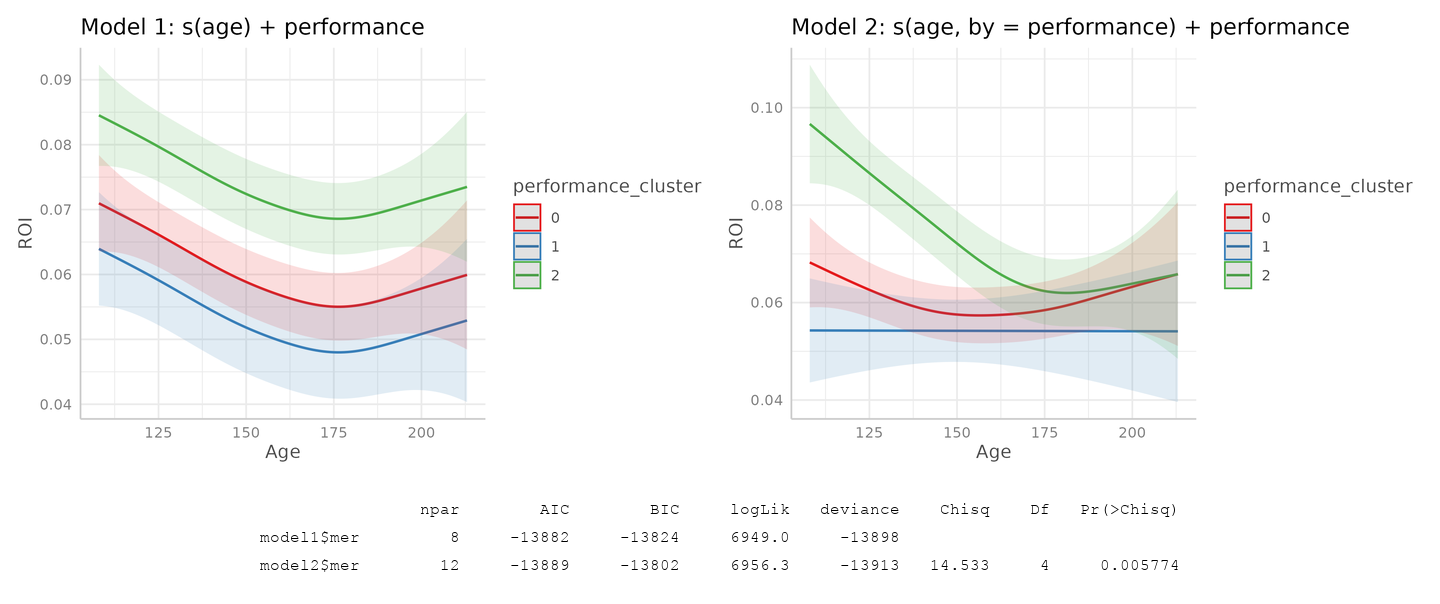 Model 1: s(age) + performance
0.09
0.08
0.07
0.06
0.05
0.04
ROI
125 150 175 200
Age
performance_cluster
0
1
2
Model 2: s(age, by = performance) + performance
0.10
0.08
0.06
0.04
ROI
125 150 175 200
Age
performance_cluster
0
1
2
npar AIC BIC logLik deviance Chisq Df Pr(>Chisq)
model1$mer 8 -13882 -13824 6949.0 -13898
model2$mer 12 -13889 -13802 6956.3 -13913 14.533 4 0.005774